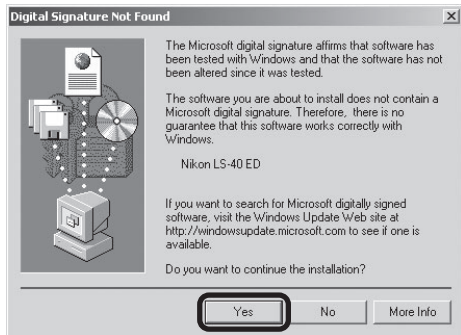 Digital Signature Not Found
The Microsoft digital signature affirms that software has
been tested with Windows and that the software has not
been altered since it was tested.
The software you are about to install does not contain a
Microsoft digital signature. Therefore, there is no
guarantee that this software works correctly with
Windows.
Nikon LS-40 ED
If you want to search for Microsoft digitally signed
software, visit the Windows Update Web site at
http://windowsupdate.microsoft.com to see if one is
available.
Do you want to continue the installation?
Yes No More Info